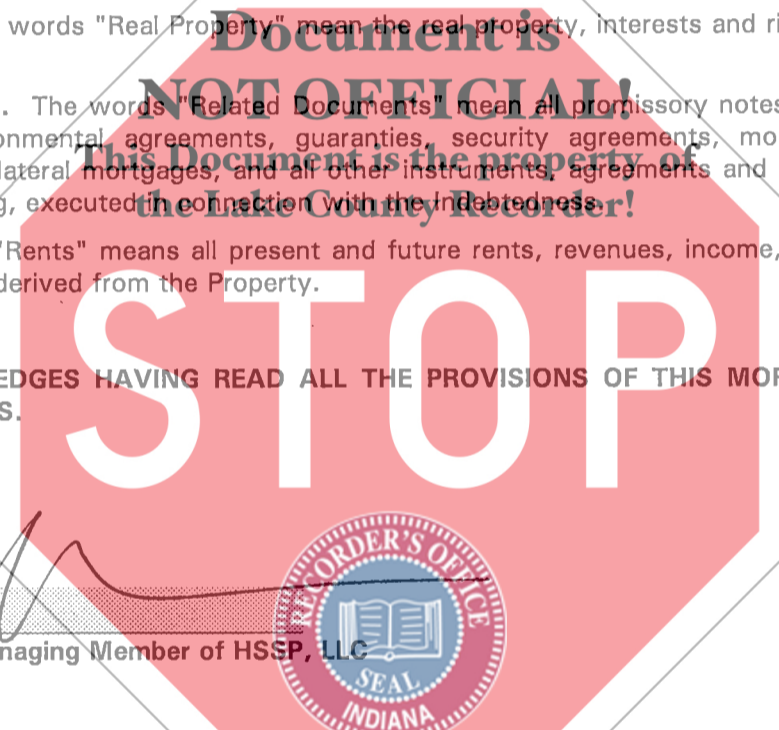 words "Real Property" mean the real property, interests and ri
Document is
NOT OFFICIAL!
. The words "Related Documents" mean all promissory notes
onmental agreements, guaranties, security agreements, mo
This Document is the property of
lateral mortgages, and all other instruments, agreements and
the Lake County Recorder!
g, executed in connection with the Indebtedness.
"Rents" means all present and future rents, revenues, income,
derived from the Property.
STOP
EDGES HAVING READ ALL THE PROVISIONS OF THIS MOR
S.
RECORDER'S OFFICE
naging Member of HSSP, LLC
SEAL
INDIANA